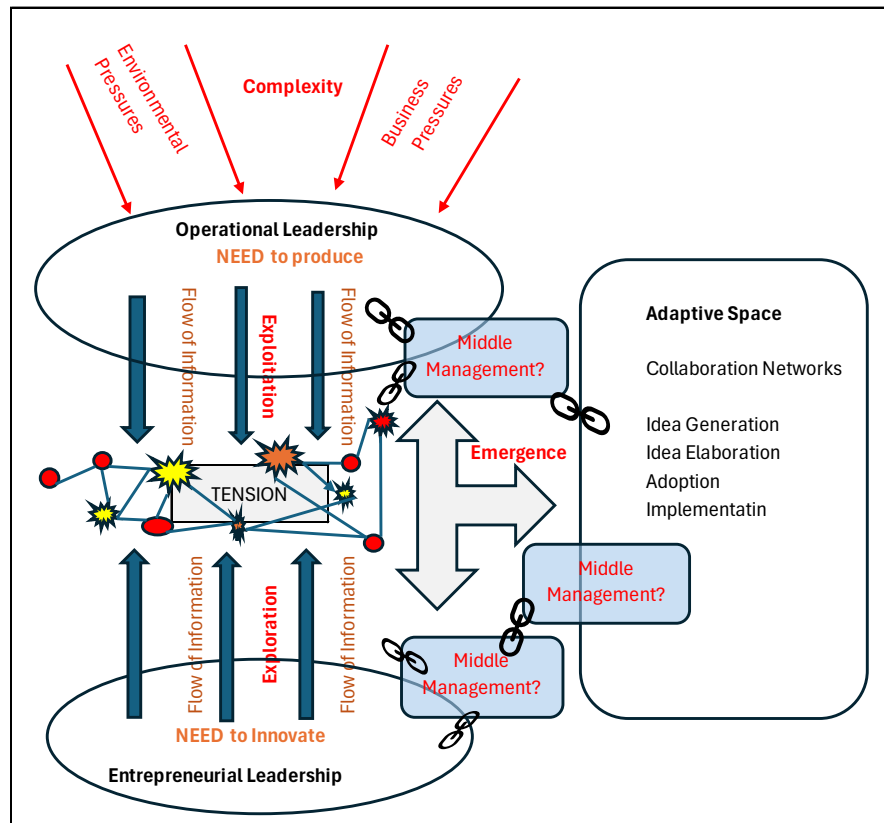 Environmental
Pressures
Complexity
Business
Pressures
Operational Leadership
NEED to produce
Flow of Information
Exploitation
Flow of Information
Middle
Management?
Adaptive Space
Collaboration Networks
Idea Generation
Idea Elaboration
Adoption
Implementatin
Emergence
TENSION
Flow of Information
Exploration
Flow of Information
Middle
Management?
Middle
Management?
NEED to Innovate
Entrepreneurial Leadership